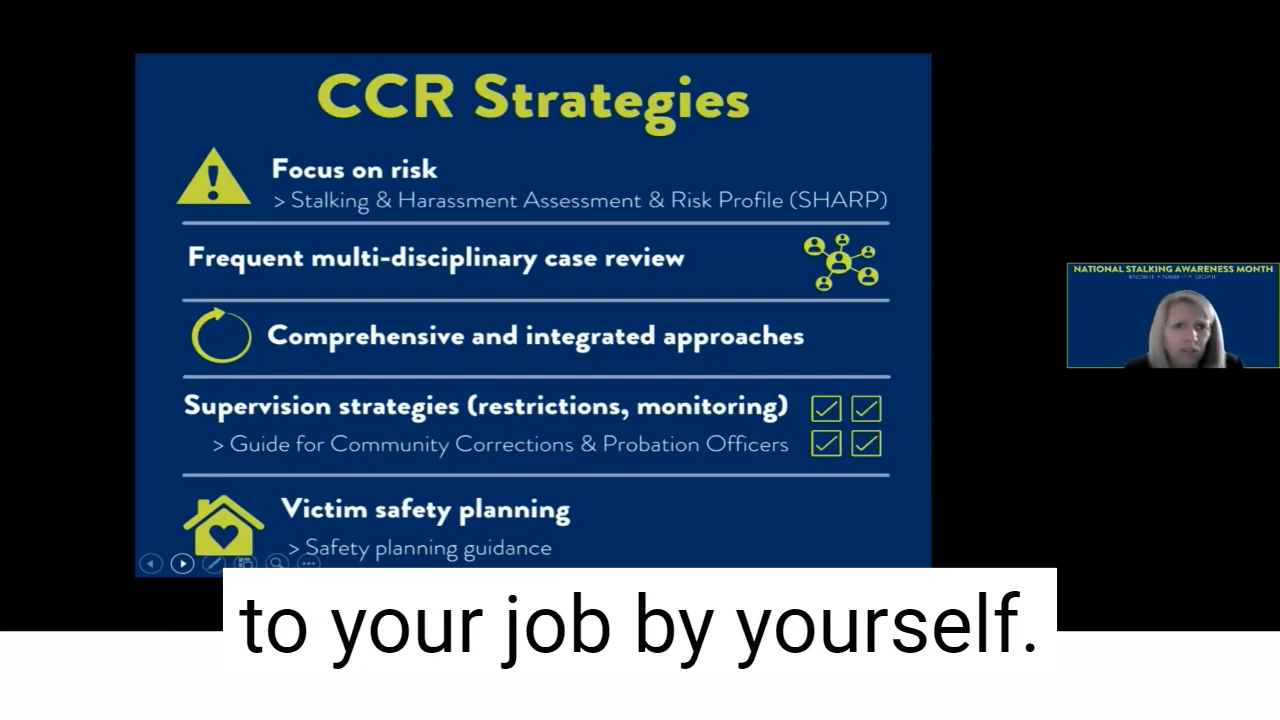 CCR Strategies
Focus on risk
> Stalking & Harassment Assessment & Risk Profile (SHARP)
Frequent multi-disciplinary case review
Comprehensive and integrated approaches
Supervision strategies (restrictions, monitoring)
> Guide for Community Corrections & Probation Officers
Victim safety planning
> Safety planning guidance
NATIONAL STALKING AWARENESS MONTH
to your job by yourself.